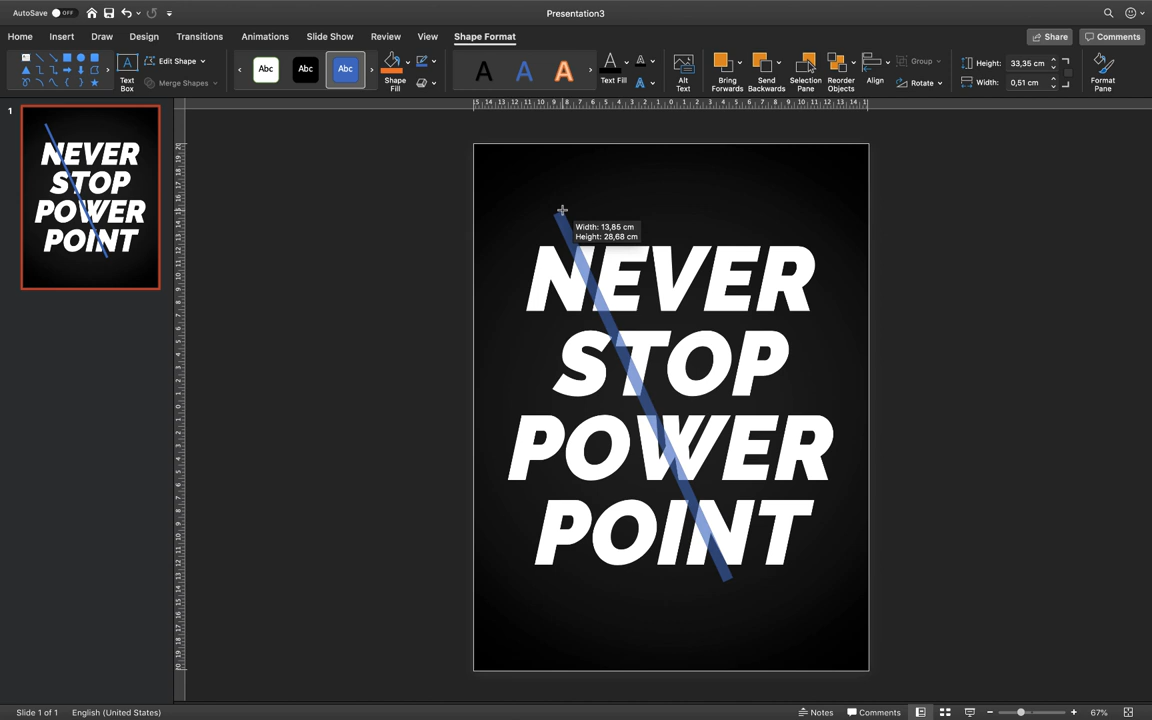 AutoSave OFF
Presentation3
Home Insert Draw Design Transitions Animations Slide Show Review View Shape Format Share Comments
Text Box
Edit Shape
Merge Shapes
Abc Abc Abc
Shape Fill
A A A
Text Fill
Alt Text
Bring Forwards
Send Backwards
Selection Pane
Reorder Objects
Align
Group
Rotate
Height: 33,35 cm
Width: 0,51 cm
Format Pane
1
NEVER
STOP
POWER
POINT
Width: 13,85 cm
Height: 28,68 cm
NEVER
STOP
POWER
POINT
Slide 1 of 1 English (United States) Notes Comments 67%